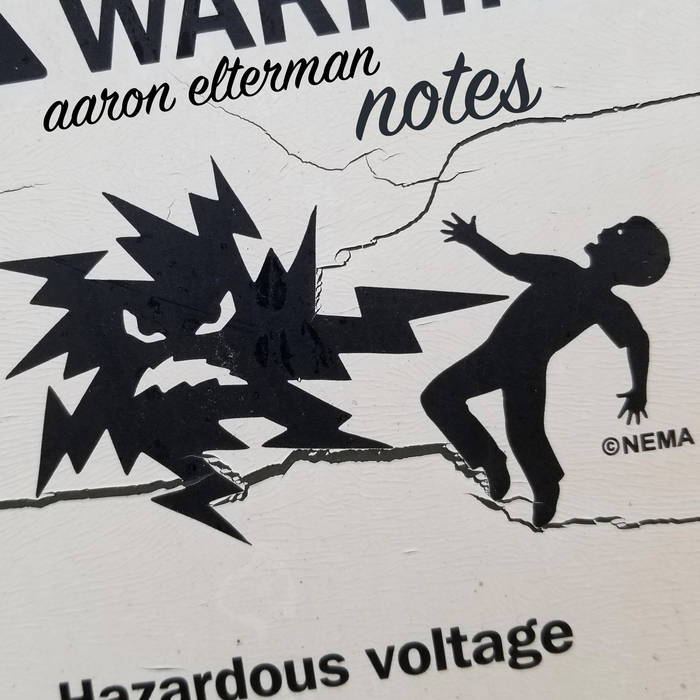 WARNI
aaron elterman
notes
©NEMA
Hazardous voltage